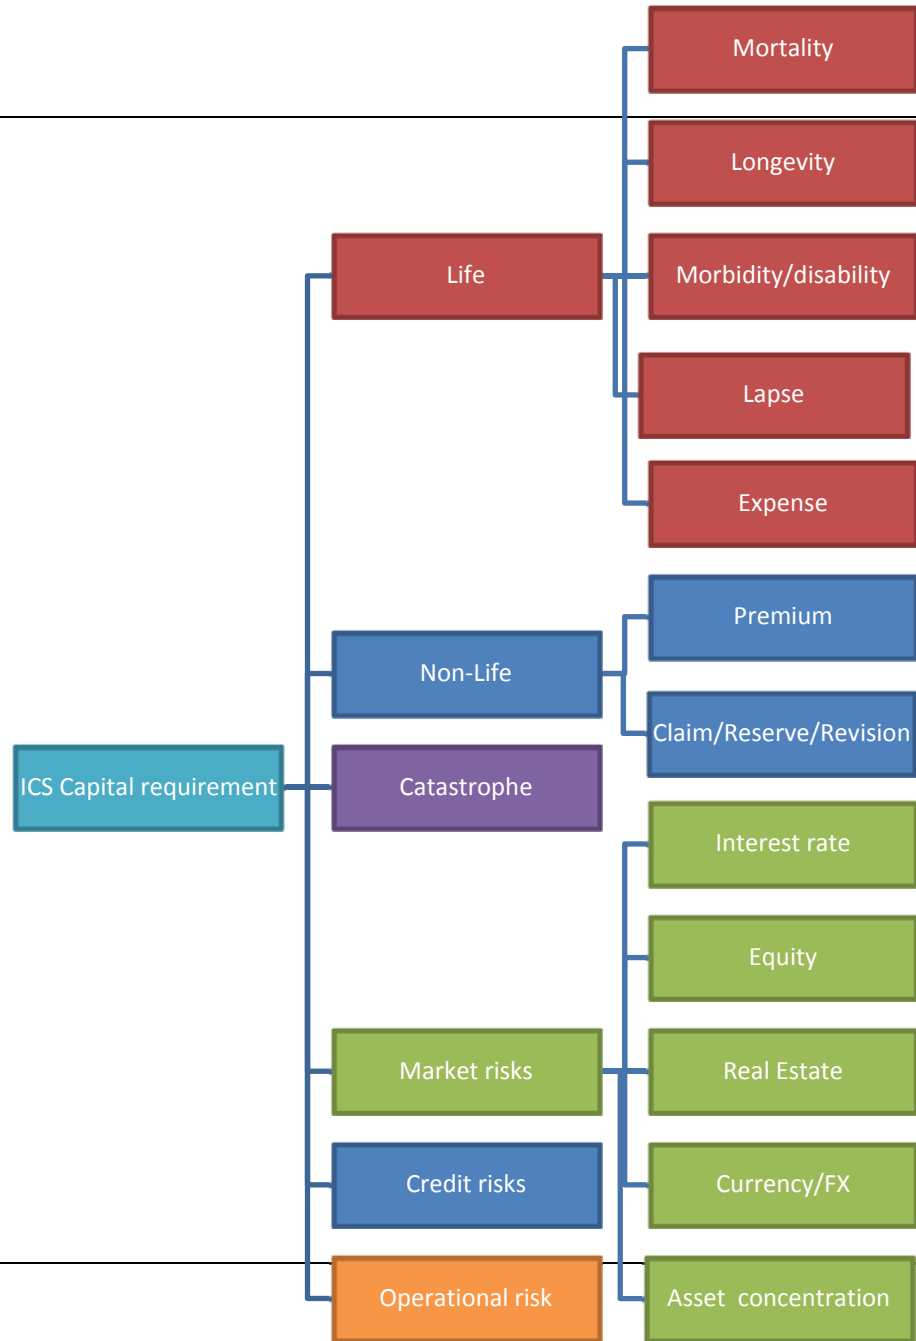 Mortality
Longevity
Life
Morbidity/disability
Lapse
Expense
Premium
Non-Life
Claim/Reserve/Revision
ICS Capital requirement
Catastrophe
Interest rate
Equity
Market risks
Real Estate
Credit risks
Currency/FX
Operational risk
Asset concentration